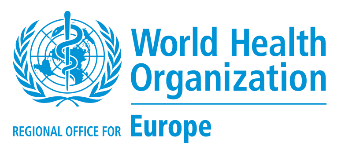 World Health
Organization
REGIONAL OFFICE FOR Europe